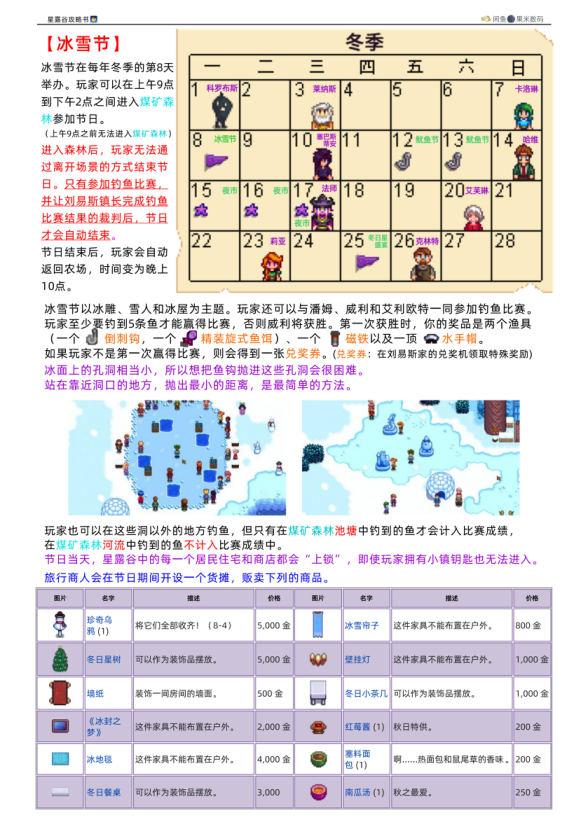 星露谷攻略书
闲鱼 果米数码
【冰雪节】
冰雪节在每年冬季的第8天
举办。玩家可以在上午9点
到下午2点之间进入煤矿森
林参加节日。
（上午9点之前无法进入煤矿森林）
进入森林后，玩家无法通
过离开场景的方式结束节
日。只有参加钓鱼比赛，
并让刘易斯镇长完成钓鱼
比赛结果的裁判后，节日
才会自动结束。
节日结束后，玩家会自动
返回农场，时间变为晚上
10点。
冬季
一 二 三 四 五 六 日
1 科罗布斯 2 3 莱纳斯 4 5 6 7 卡洛琳
8 冰雪节 9 10 塞巴斯蒂安 11 12 鱿鱼节 13 鱿鱼节 14 哈维
15 夜市 16 夜市 17 法师 夜市 18 19 20 艾芙琳 21
22 23 莉亚 24 25 冬日星盛宴 26 克林特 27 28
冰雪节以冰雕、雪人和冰屋为主题。玩家还可以与潘姆、威利和艾利欧特一同参加钓鱼比赛。
玩家至少要钓到5条鱼才能赢得比赛，否则威利将获胜。第一次获胜时，你的奖品是两个渔具
（一个 倒刺钩，一个 精装旋式鱼饵）、一个 磁铁以及一顶 水手帽。
如果玩家不是第一次赢得比赛，则会得到一张兑奖券。(兑奖券：在刘易斯家的兑奖机领取特殊奖励)
冰面上的孔洞相当小，所以想把鱼钩抛进这些孔洞会很困难。
站在靠近洞口的地方，抛出最小的距离，是最简单的方法。
玩家也可以在这些洞以外的地方钓鱼，但只有在煤矿森林池塘中钓到的鱼才会计入比赛成绩，
在煤矿森林河流中钓到的鱼不计入比赛成绩中。
节日当天，星露谷中的每一个居民住宅和商店都会“上锁”，即使玩家拥有小镇钥匙也无法进入。
旅行商人会在节日期间开设一个货摊，贩卖下列的商品。
图片 名字 描述 价格 图片 名字 描述 价格
珍奇乌鸦 (1) 将它们全部收齐！（8-4） 5,000 金 冰雪帘子 这件家具不能布置在户外。 800 金
冬日星树 可以作为装饰品摆放。 5,000 金 壁挂灯 这件家具不能布置在户外。 1,000 金
墙纸 装饰一间房间的墙面。 500 金 冬日小茶几 可以作为装饰品摆放。 1,000 金
《冰封之梦》 这件家具不能布置在户外。 2,000 金 红莓酱 (1) 秋日特供。 200 金
冰地毯 这件家具不能布置在户外。 4,000 金 塞料面包 (1) 啊……热面包和鼠尾草的香味。 200 金
冬日餐桌 可以作为装饰品摆放。 3,000 南瓜汤 (1) 秋之最爱。 250 金